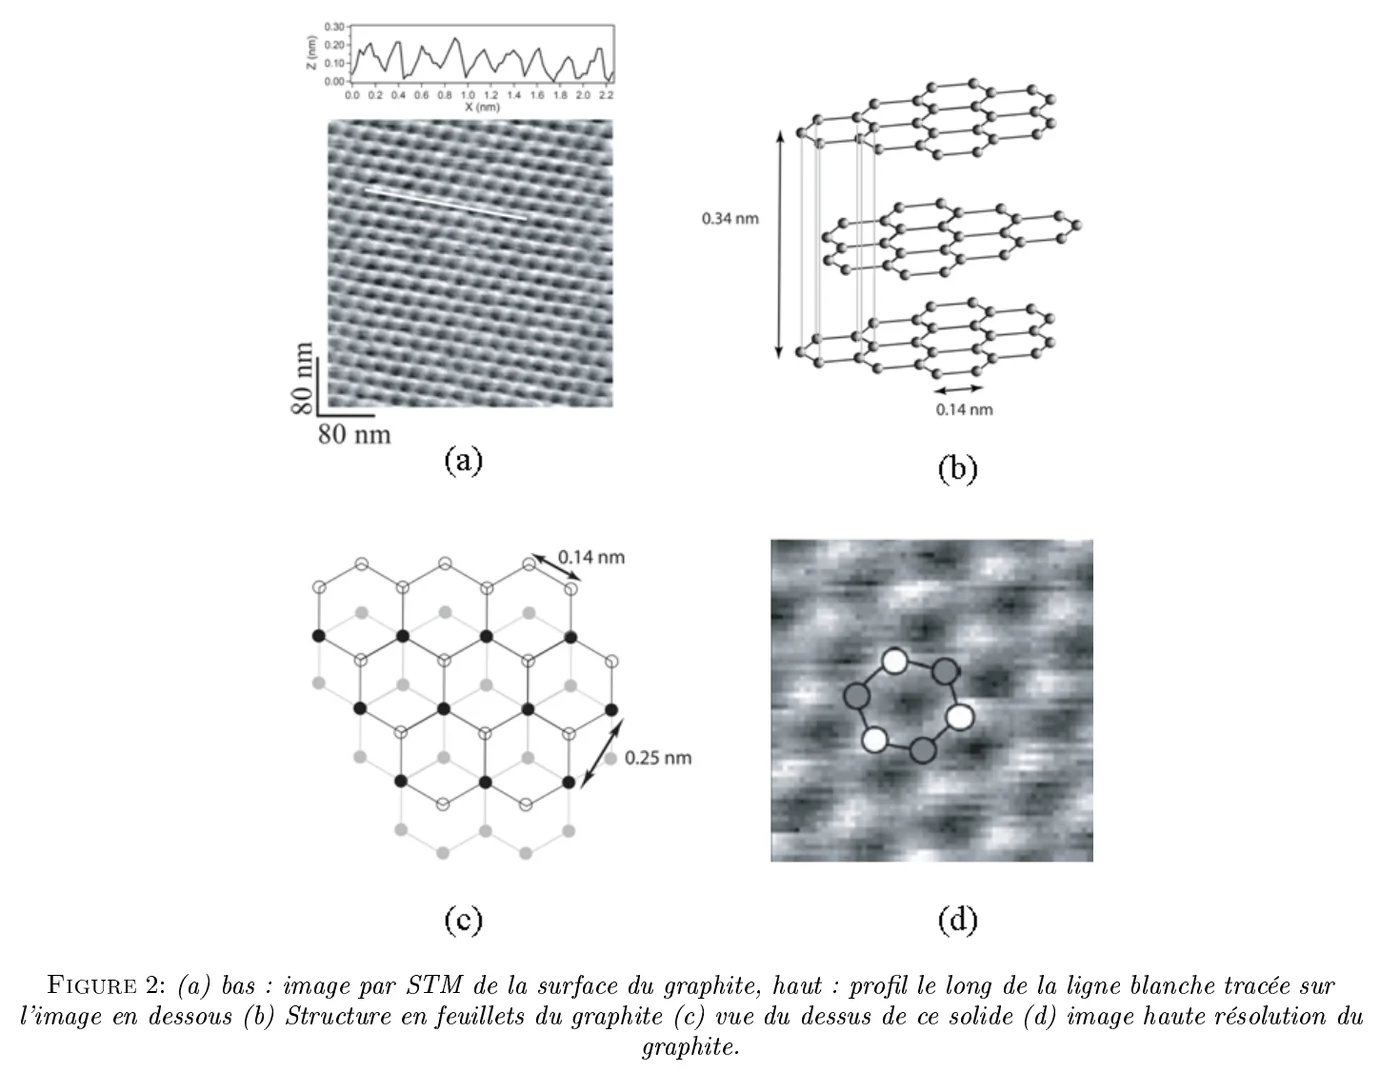 0.30
0.20
0.10
0.00
Z (nm)
0.0 0.2 0.4 0.6 0.8 1.0 1.2 1.4 1.6 1.8 2.0 2.2
X (nm)
80 nm
80 nm
(a)
0.34 nm
0.14 nm
(b)
0.14 nm
0.25 nm
(c)
(d)
FIGURE 2: (a) bas : image par STM de la surface du graphite, haut : profil le long de la ligne blanche tracée sur
l'image en dessous (b) Structure en feuillets du graphite (c) vue du dessus de ce solide (d) image haute résolution du
graphite.